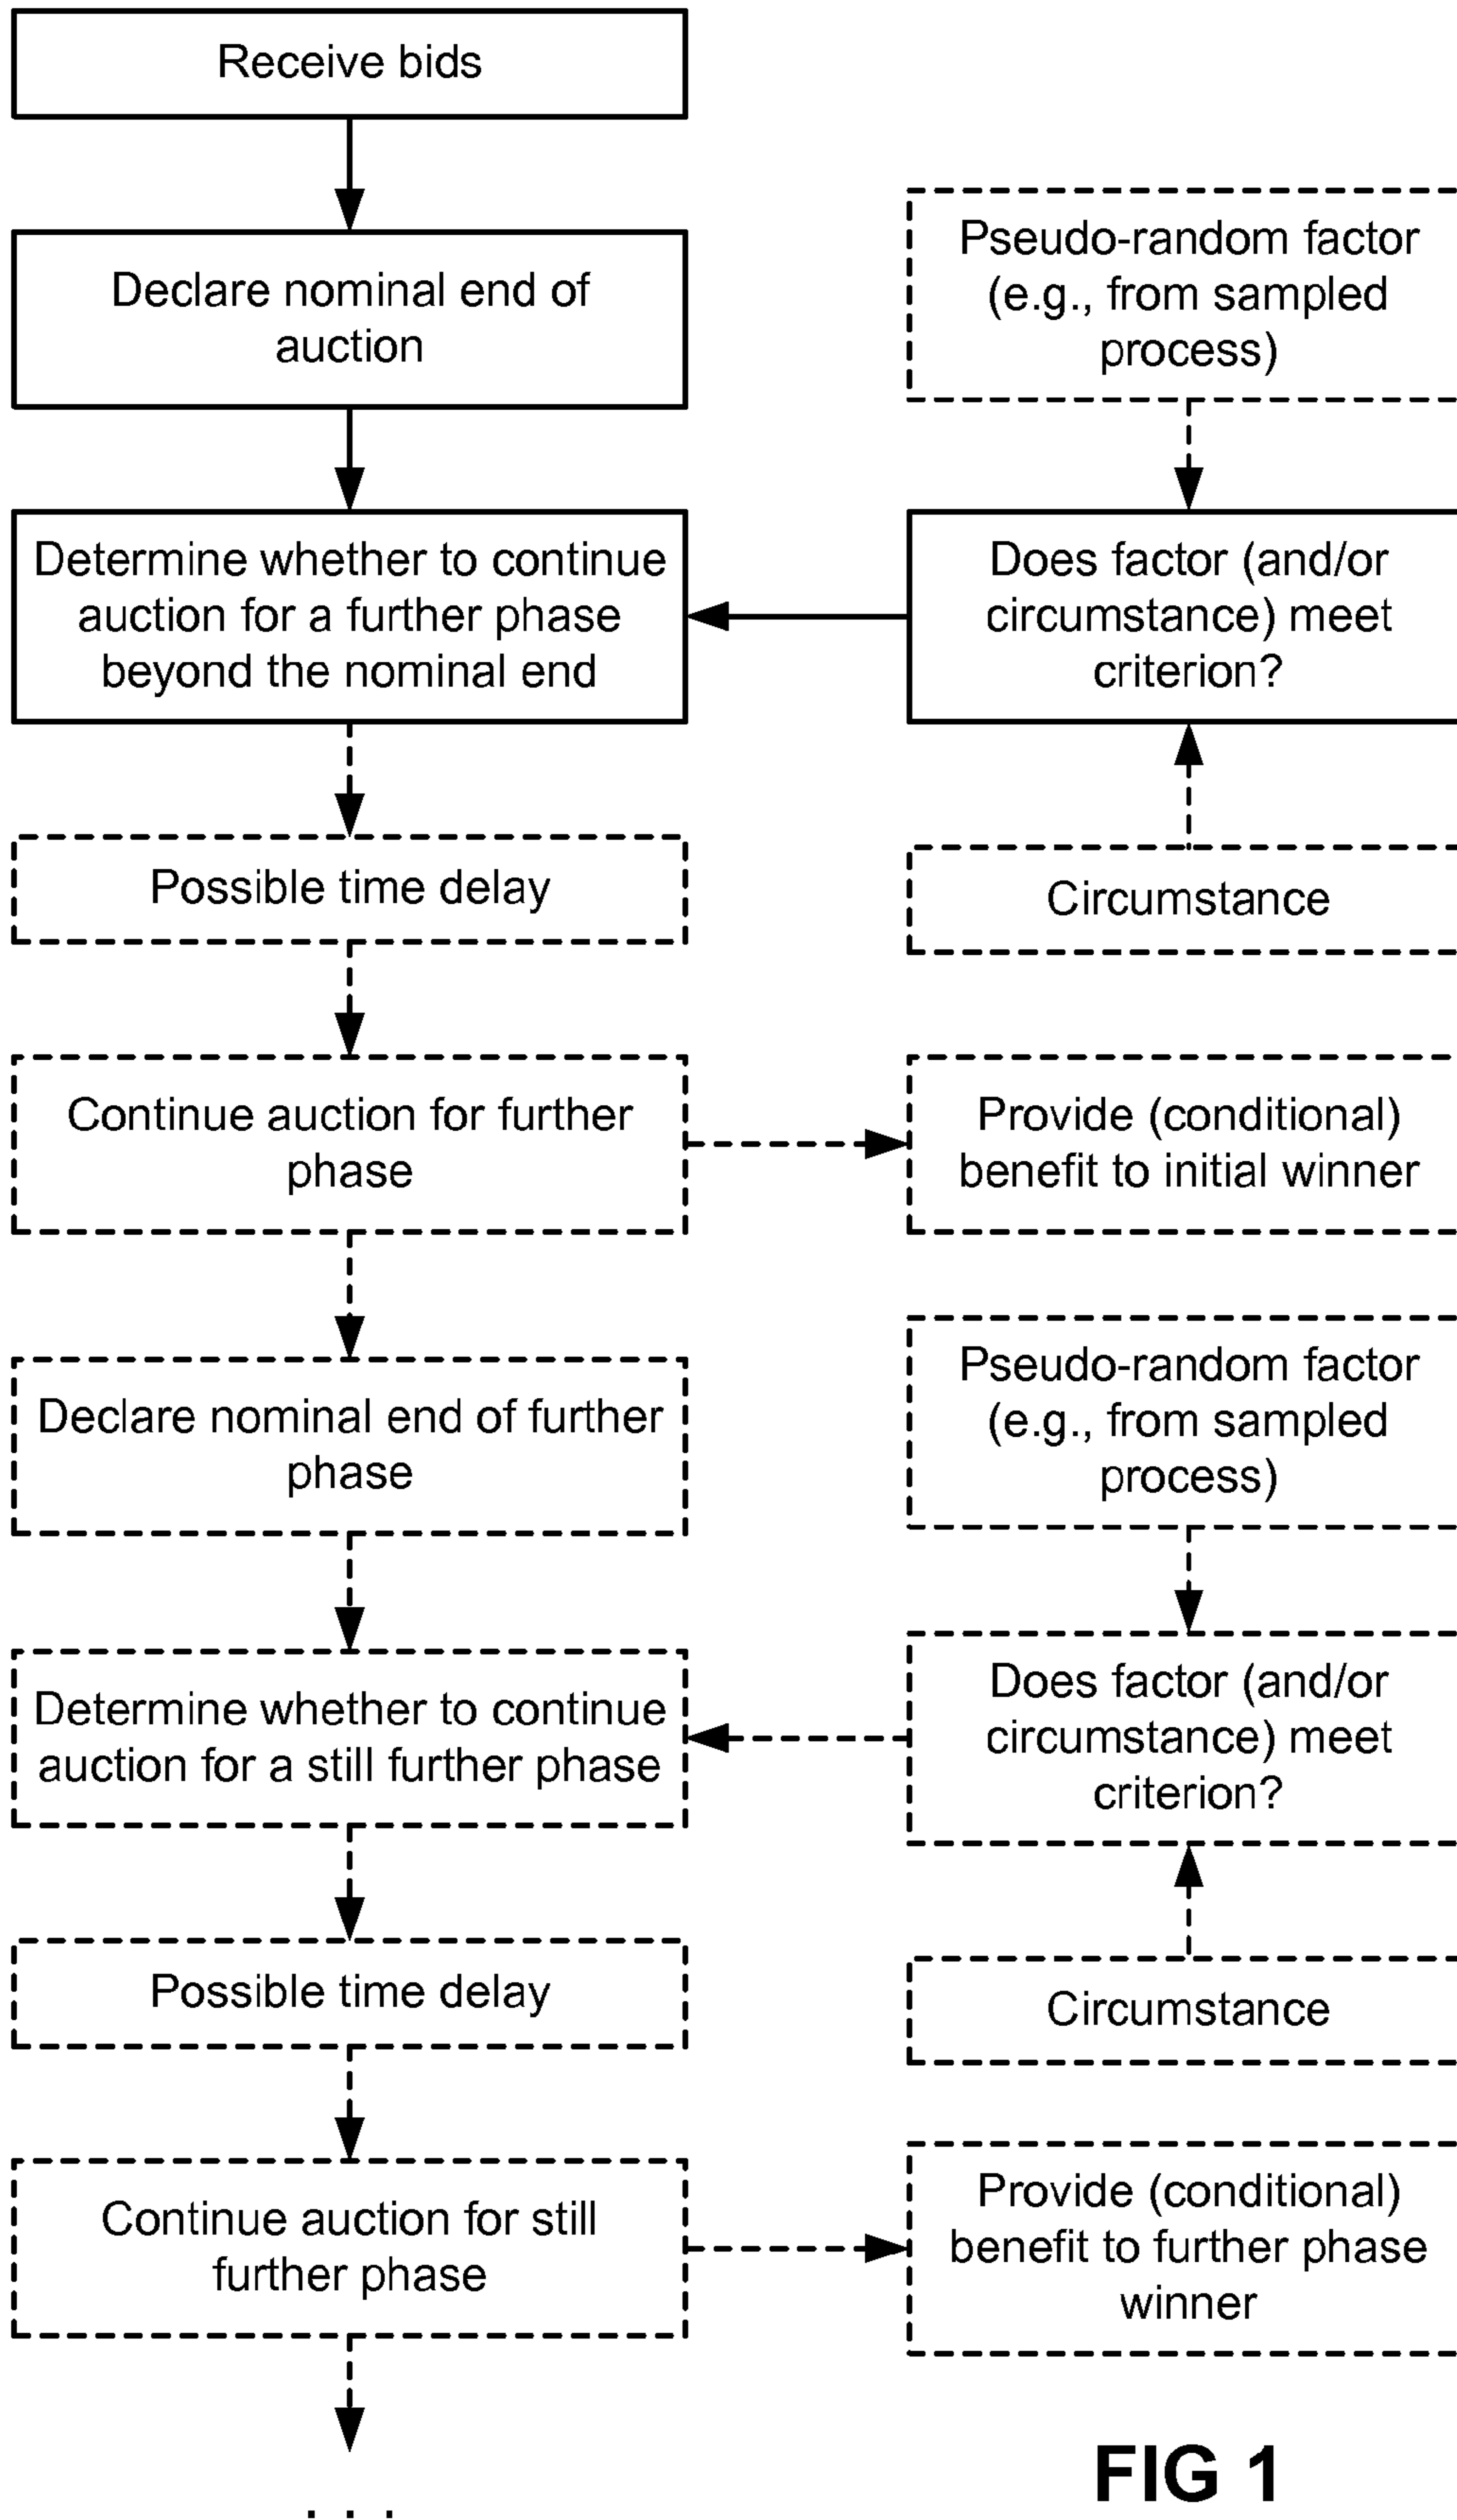 Receive bids
Declare nominal end of
auction
Pseudo-random factor
(e.g., from sampled
process)
Determine whether to continue
auction for a further phase
beyond the nominal end
Does factor (and/or
circumstance) meet
criterion?
Possible time delay
Circumstance
Continue auction for further
phase
Provide (conditional)
benefit to initial winner
Declare nominal end of further
phase
Pseudo-random factor
(e.g., from sampled
process)
Determine whether to continue
auction for a still further phase
Does factor (and/or
circumstance) meet
criterion?
Possible time delay
Circumstance
Continue auction for still
further phase
Provide (conditional)
benefit to further phase
winner
. . .
FIG 1